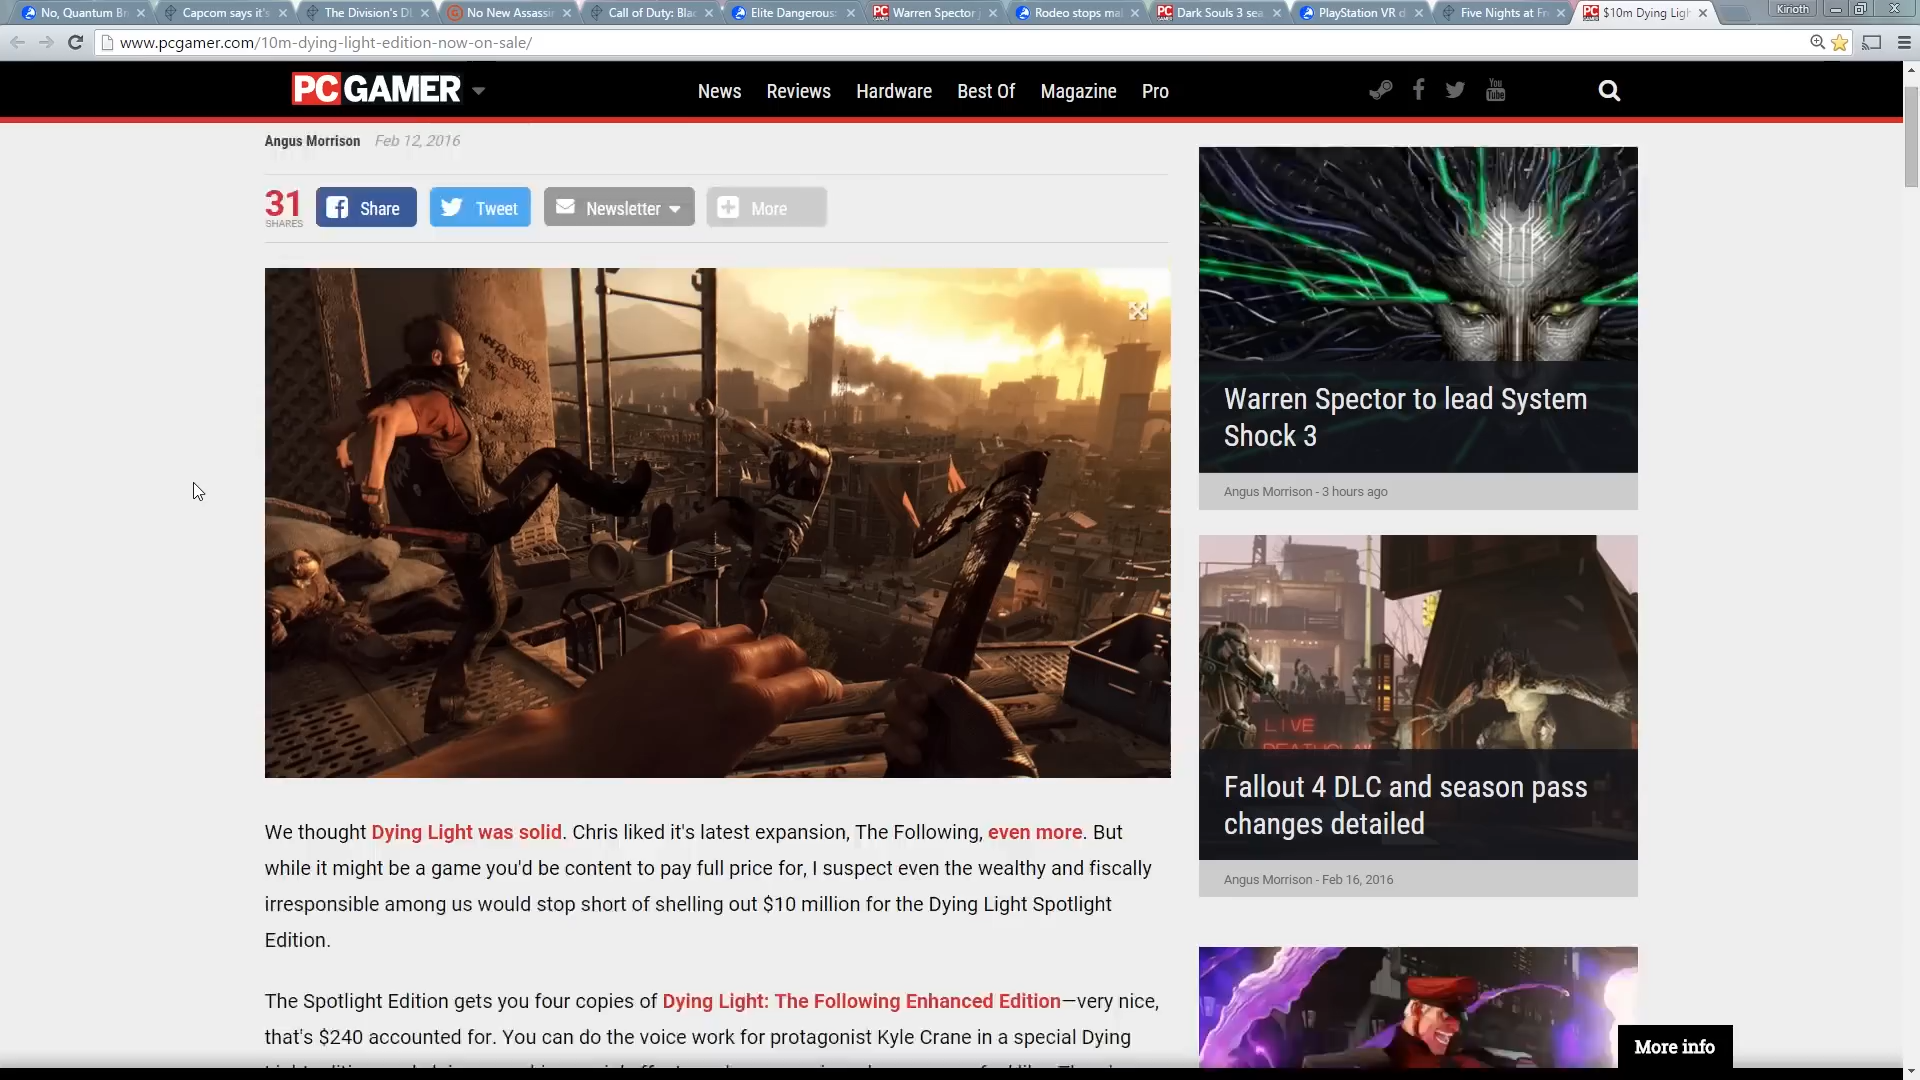 No, Quantum Br
Capcom says it's
The Division's DL
No New Assassi
Call of Duty: Blac
Elite Dangerous
Warren Spector j
Rodeo stops mal
Dark Souls 3 sea
PlayStation VR d
Five Nights at Fr
$10m Dying Ligh
Kirioth
www.pcgamer.com/10m-dying-light-edition-now-on-sale/
PC GAMER
News
Reviews
Hardware
Best Of
Magazine
Pro
You
Tube
Angus Morrison Feb 12, 2016
31
SHARES
Share
Tweet
Newsletter
More
We thought Dying Light was solid. Chris liked it's latest expansion, The Following, even more. But
while it might be a game you'd be content to pay full price for, I suspect even the wealthy and fiscally
irresponsible among us would stop short of shelling out $10 million for the Dying Light Spotlight
Edition.
The Spotlight Edition gets you four copies of Dying Light: The Following Enhanced Edition—very nice,
that's $240 accounted for. You can do the voice work for protagonist Kyle Crane in a special Dying
Warren Spector to lead System
Shock 3
Angus Morrison - 3 hours ago
LIVE
DEATHCLAW
Fallout 4 DLC and season pass
changes detailed
Angus Morrison - Feb 16, 2016
More info